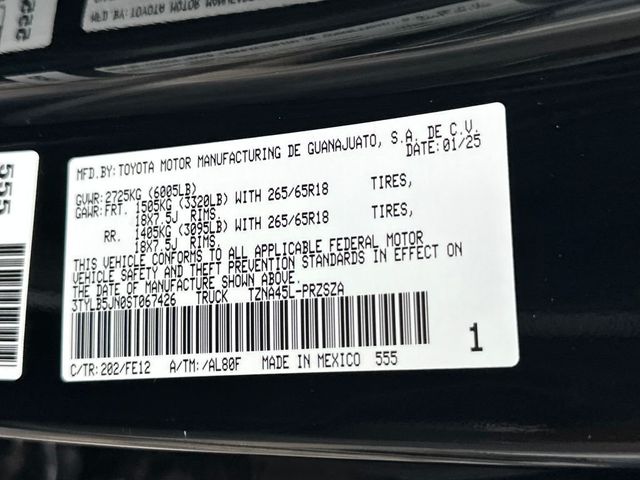 MFD.BY:TOYOTA MOTOR MANUFACTURING DE GUANAJUATO, S.A. DE C.V.
DATE:01/25
GVWR:2725KG (6005LB)
GAWR:FRT. 1505KG (3320LB) WITH 265/65R18 TIRES,
18X7.5J RIMS.
RR. 1405KG (3095LB) WITH 265/65R18 TIRES,
18X7.5J RIMS.
THIS VEHICLE CONFORMS TO ALL APPLICABLE FEDERAL MOTOR
VEHICLE SAFETY AND THEFT PREVENTION STANDARDS IN EFFECT ON
THE DATE OF MANUFACTURE SHOWN ABOVE.
3TYLB5JN0ST067426 TRUCK TZNA45L-PRZSZA
1
C/TR:202/FE12 A/TM:/AL80F MADE IN MEXICO 555
555